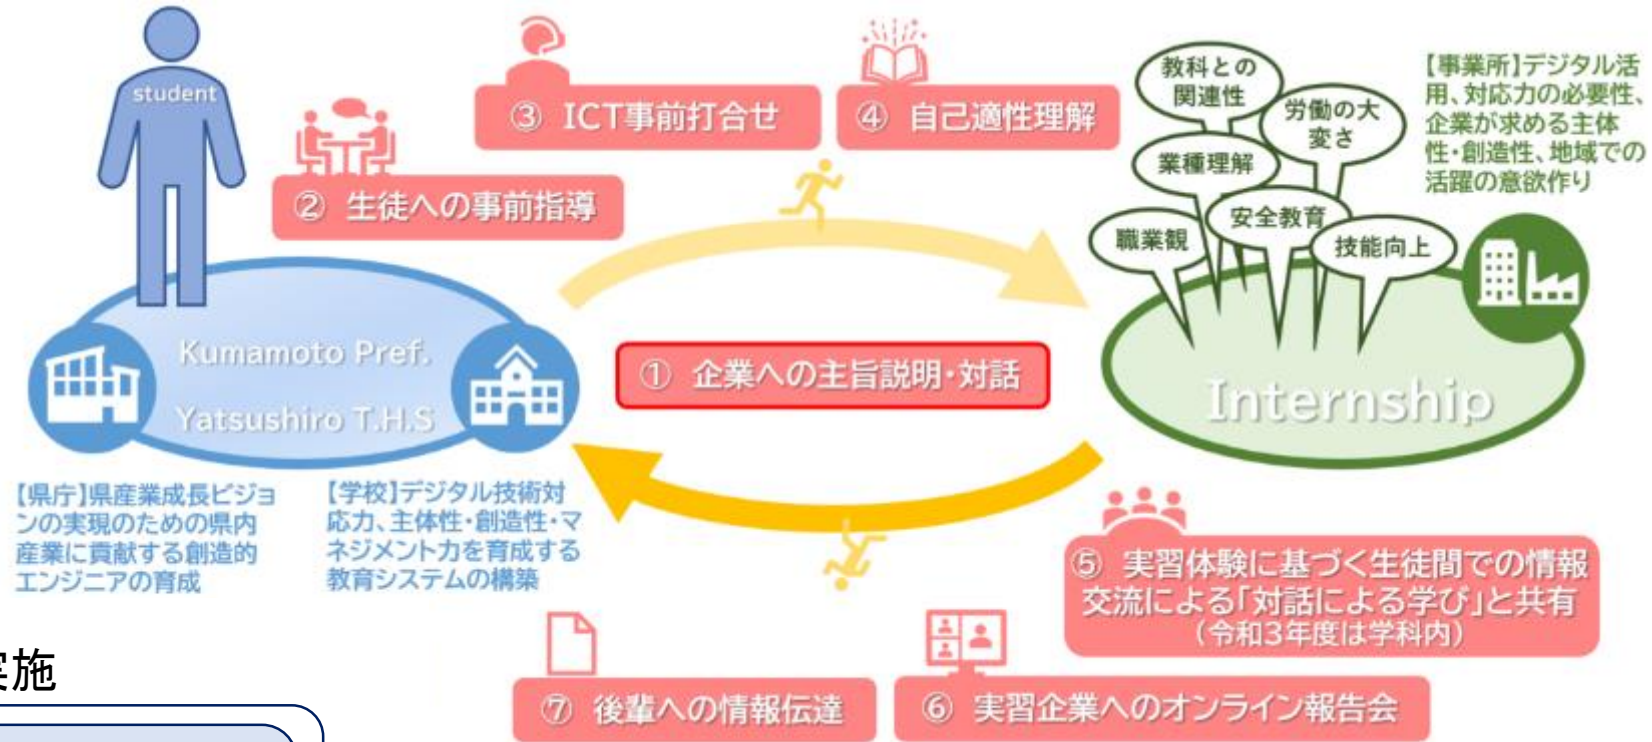 student
② 生徒への事前指導
③ ICT事前打合せ
④ 自己適性理解
教科との
関連性
労働の大
変さ
業種理解
安全教育
職業観
技能向上
【事業所】デジタル活
用、対応力の必要性、
企業が求める主体
性・創造性、地域での
活躍の意欲作り
Kumamoto Pref.
Yatsushiro T.H.S
① 企業への主旨説明・対話
Internship
【県庁】県産業成長ビジョ
ンの実現のための県内
産業に貢献する創造的
エンジニアの育成
【学校】デジタル技術対
応力、主体性・創造性・マ
ネジメント力を育成する
教育システムの構築
⑤ 実習体験に基づく生徒間での情報
交流による「対話による学び」と共有
(令和3年度は学科内)
⑥ 実習企業へのオンライン報告会
⑦ 後輩への情報伝達
施